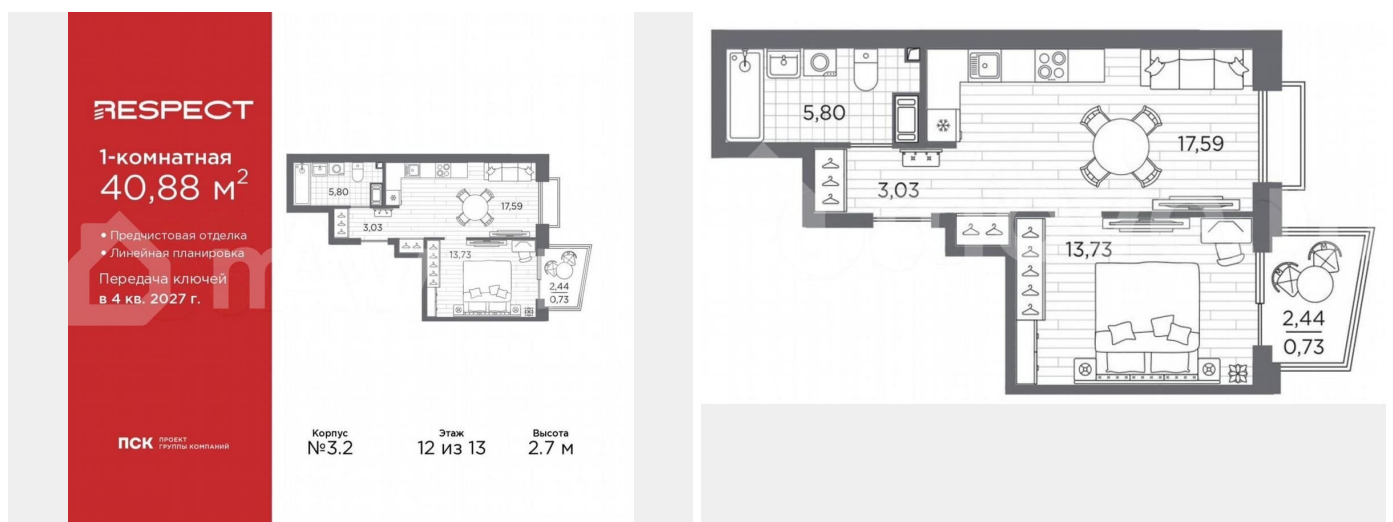 RESPECT
1-комнатная
40,88 м²
• Предчистовая отделка
• Линейная планировка
Передача ключей
в 4 кв. 2027 г.
ПСК ПРОЕКТ
ГРУППЫ КОМПАНИЙ
5,80
17,59
3,03
13,73
2,44
0,73
Корпус
№3.2
Этаж
12 из 13
Высота
2.7 м
5,80
17,59
3,03
13,73
2,44
0,73